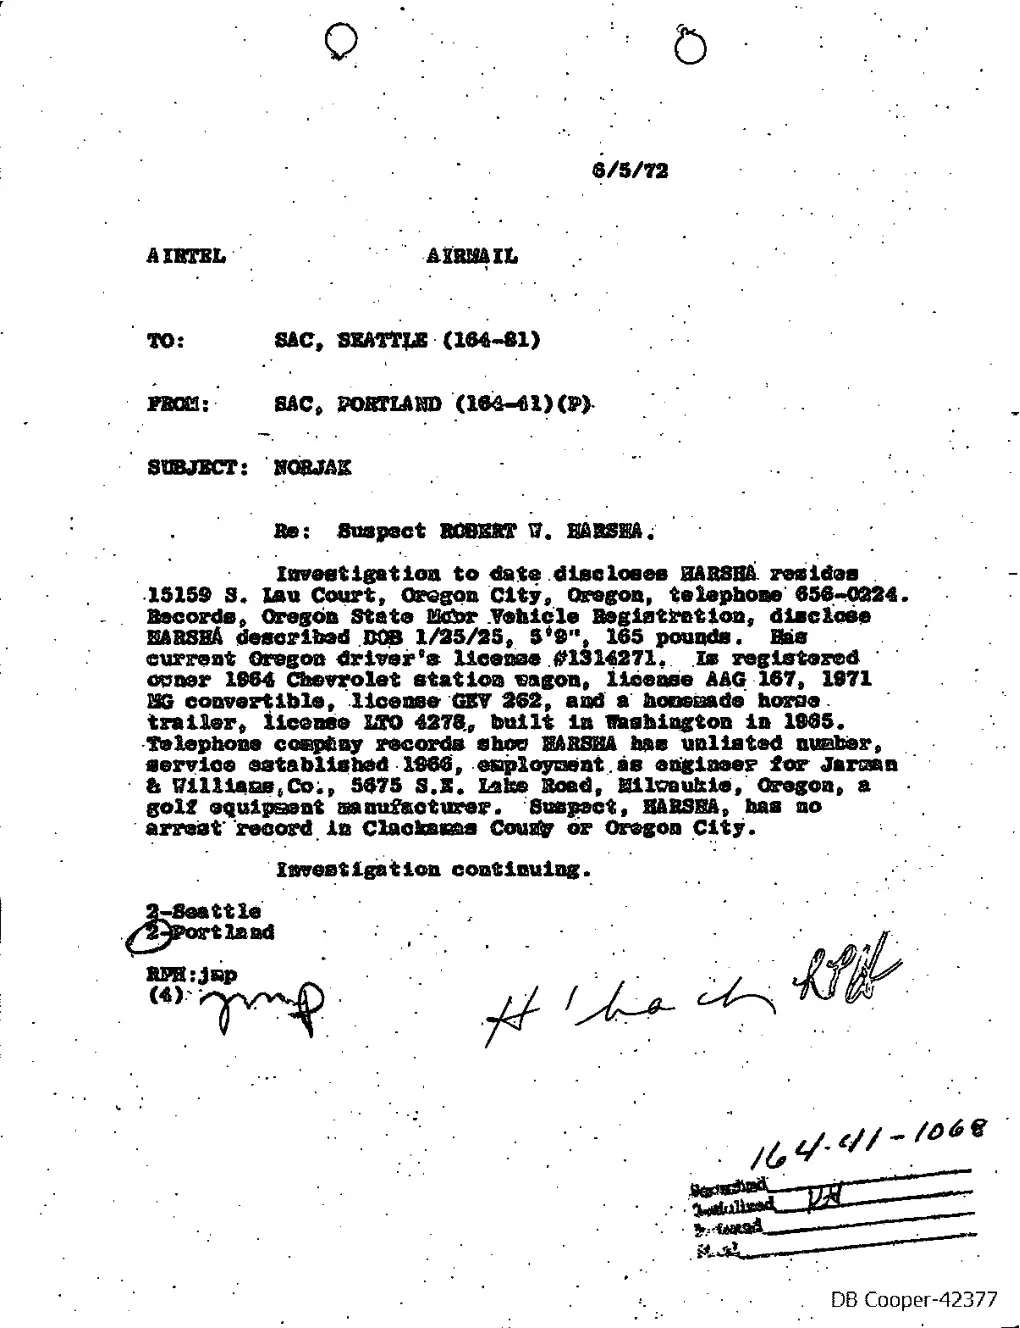 6/5/72
AIRTEL AIRMAIL
TO: SAC, SEATTLE (164-81)
FROM: SAC, PORTLAND (164-41)(P)
SUBJECT: NORJAK
Re: Suspect ROBERT W. HARSHA.
Investigation to date discloses HARSHA resides
15159 S. Lau Court, Oregon City, Oregon, telephone 656-0224.
Records, Oregon State Motor Vehicle Registration, disclose
HARSHA described DOB 1/25/25, 5'9", 165 pounds. Has
current Oregon driver's license #1314271. Is registered
owner 1964 Chevrolet station wagon, license AAG 167, 1971
MG convertible, license GEV 262, and a homemade horse
trailer, license LTO 4278, built in Washington in 1965.
Telephone company records show HARSHA has unlisted number,
service established 1966, employment as engineer for Jarman
& Williams Co., 5675 S.E. Lake Road, Milwaukie, Oregon, a
golf equipment manufacturer. Suspect, HARSHA, has no
arrest record in Clackamas County or Oregon City.
Investigation continuing.
2-Seattle
2-Portland
RPH:jmp
(4) jmp
RPH
164-41-1068
Searched
Serialized
Indexed
Filed
DB Cooper-42377